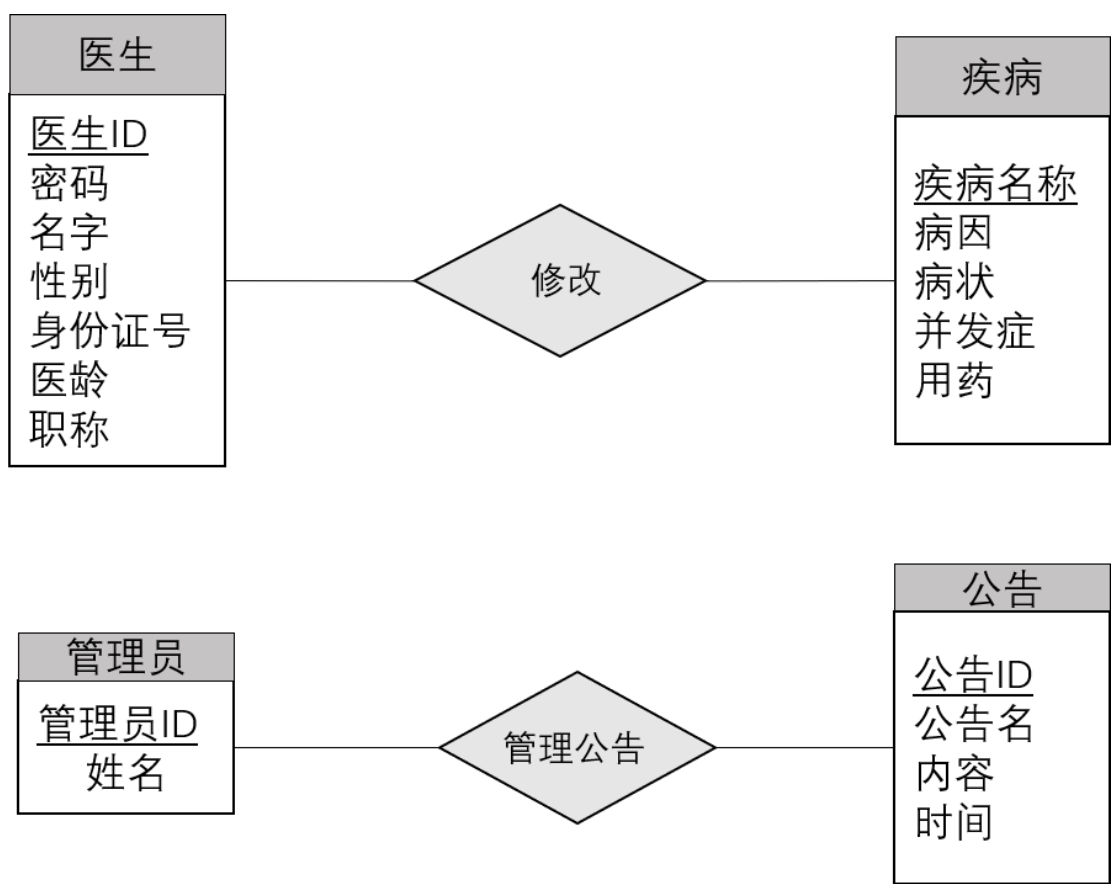 医生
医生ID
密码
名字
性别
身份证号
医龄
职称
修改
疾病
疾病名称
病因
病状
并发症
用药
管理员
管理员ID
姓名
管理公告
公告
公告ID
公告名
内容
时间